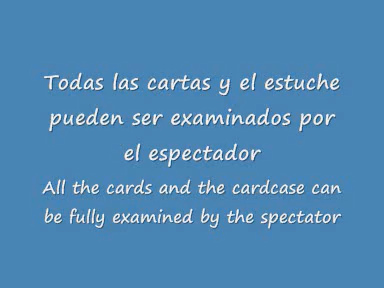 Todas las cartas y el estuche
pueden ser examinados por
el espectador
All the cards and the cardcase can
be fully examined by the spectator